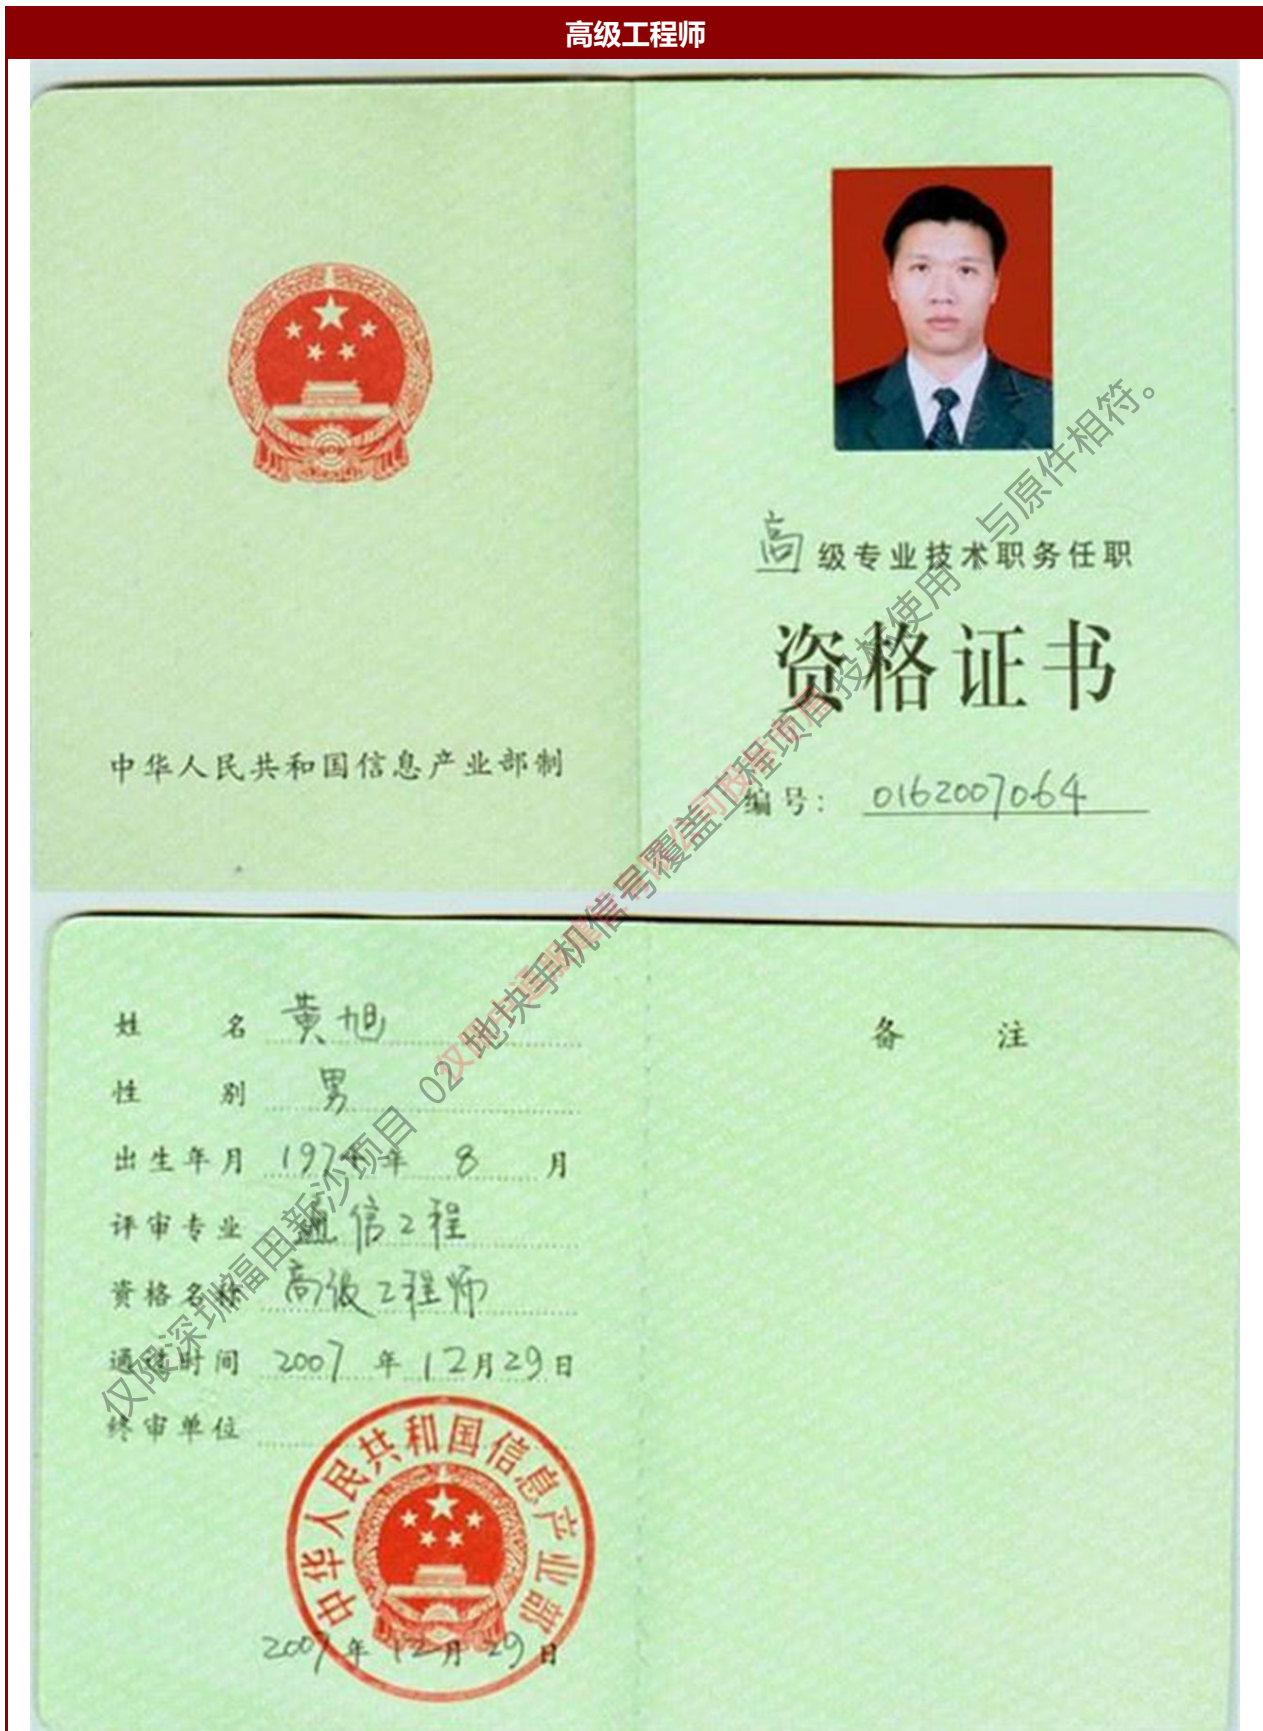 高级工程师
高级专业技术职务任职
资格证书
中华人民共和国信息产业部制
编号: 0162007064
姓名 黄旭
备注
性别 男
出生年月 1974年 8月
评审专业 通信工程
资格名称 高级工程师
通过时间 2007年12月29日
终审单位
中华人民共和国信息产业部
2007年12月29日
仅限深圳福田新沙项目 02 地块手机信号覆盖工程项目投标使用 与原件相符。